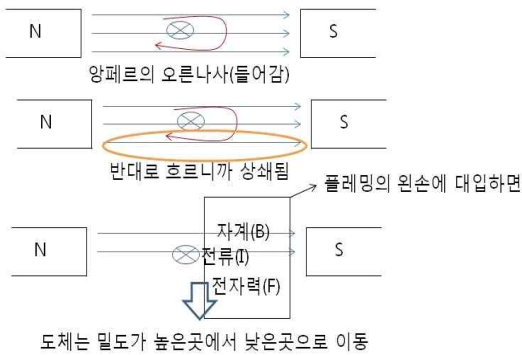 N S
앙페르의 오른나사(들어감)
N S
반대로 흐르니까 상쇄됨
플레밍의 왼손에 대입하면
자계(B)
N 전류(I) S
전자력(F)
도체는 밀도가 높은곳에서 낮은곳으로 이동